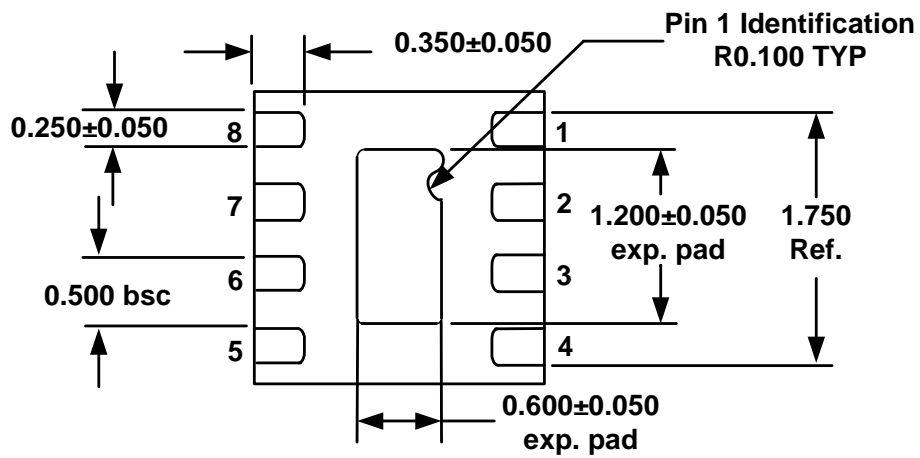 Pin 1 Identification
R0.100 TYP
0.350±0.050
0.250±0.050
8
1
7
2
1.200±0.050
exp. pad
1.750
Ref.
6
3
0.500 bsc
5
4
0.600±0.050
exp. pad